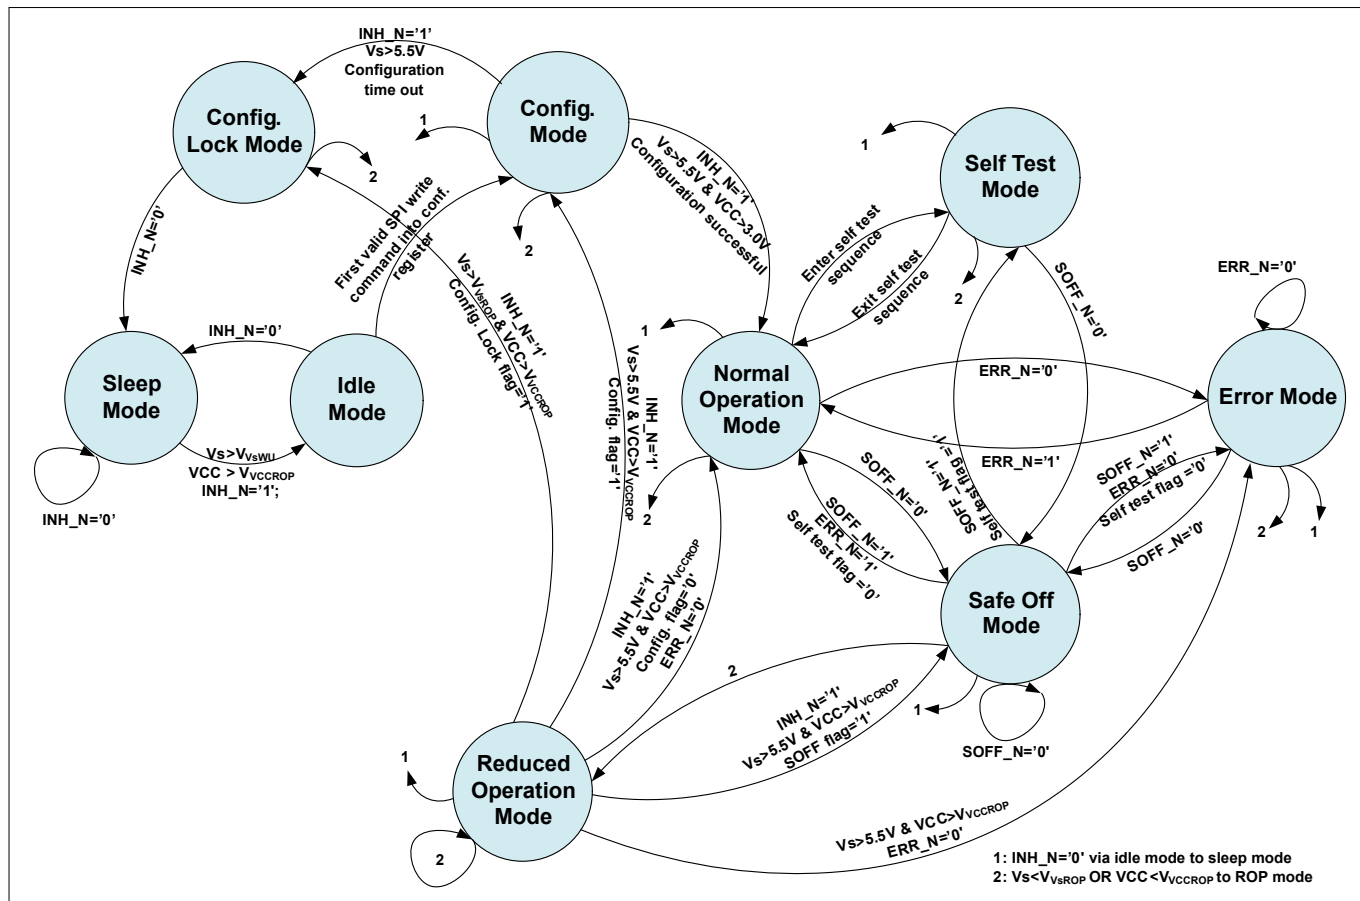 INH_N='1'
Vs>5.5V
Configuration
time out
Config.
Lock Mode
Config.
Mode
1
2
2
INH_N='1'
Vs>5.5V & VCC>3.0V
Configuration successful
First valid SPI write
command into conf.
register
INH_N='0'
Self Test
Mode
1
2
Enter self test
sequence
Exit self test
sequence
SOFF_N='0'
ERR_N='0'
INH_N='0'
Sleep
Mode
Idle
Mode
Vs>VVsWU
VCC > VVCCROP
INH_N='1';
INH_N='0'
INH_N='1'
Vs>VVsROP & VCC>VVCCROP
Config. Lock flag='1'
INH_N='1'
Vs>5.5V & VCC>VVCCROP
Config. flag='1'
1
Normal
Operation
Mode
2
ERR_N='0'
ERR_N='1'
Error Mode
2
1
SOFF_N='0'
SOFF_N='1'
ERR_N='1'
Self test flag ='0'
SOFF_N='1'
Self test flag ='1'
SOFF_N='1'
ERR_N='0'
Self test flag ='0'
SOFF_N='0'
Safe Off
Mode
1
SOFF_N='0'
INH_N='1'
Vs>5.5V & VCC>VVCCROP
Config. flag='0'
ERR_N='0'
2
INH_N='1'
Vs>5.5V & VCC>VVCCROP
SOFF flag='1'
1
Reduced
Operation
Mode
2
Vs>5.5V & VCC>VVCCROP
ERR_N='0'
1: INH_N='0' via idle mode to sleep mode
2: Vs<VVsROP OR VCC<VVCCROP to ROP mode